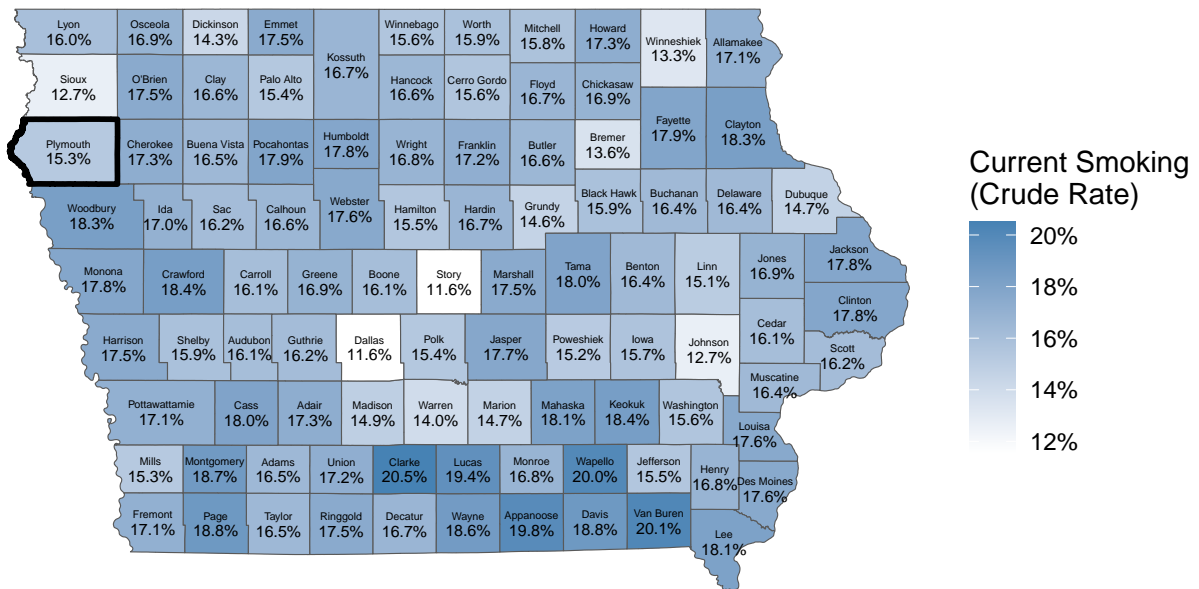 Lyon
16.0%
Osceola
16.9%
Dickinson
14.3%
Emmet
17.5%
Kossuth
16.7%
Winnebago
15.6%
Worth
15.9%
Mitchell
15.8%
Howard
17.3%
Winneshiek
13.3%
Allamakee
17.1%
Sioux
12.7%
O'Brien
17.5%
Clay
16.6%
Palo Alto
15.4%
Hancock
16.6%
Cerro Gordo
15.6%
Floyd
16.7%
Chickasaw
16.9%
Plymouth
15.3%
Cherokee
17.3%
Buena Vista
16.5%
Pocahontas
17.9%
Humboldt
17.8%
Wright
16.8%
Franklin
17.2%
Butler
16.6%
Bremer
13.6%
Fayette
17.9%
Clayton
18.3%
Woodbury
18.3%
Ida
17.0%
Sac
16.2%
Calhoun
16.6%
Webster
17.6%
Hamilton
15.5%
Hardin
16.7%
Grundy
14.6%
Black Hawk
15.9%
Buchanan
16.4%
Delaware
16.4%
Dubuque
14.7%
Monona
17.8%
Crawford
18.4%
Carroll
16.1%
Greene
16.9%
Boone
16.1%
Story
11.6%
Marshall
17.5%
Tama
18.0%
Benton
16.4%
Linn
15.1%
Jones
16.9%
Jackson
17.8%
Clinton
17.8%
Harrison
17.5%
Shelby
15.9%
Audubon
16.1%
Guthrie
16.2%
Dallas
11.6%
Polk
15.4%
Jasper
17.7%
Poweshiek
15.2%
Iowa
15.7%
Johnson
12.7%
Cedar
16.1%
Scott
16.2%
Muscatine
16.4%
Pottawattamie
17.1%
Cass
18.0%
Adair
17.3%
Madison
14.9%
Warren
14.0%
Marion
14.7%
Mahaska
18.1%
Keokuk
18.4%
Washington
15.6%
Louisa
17.6%
Mills
15.3%
Montgomery
18.7%
Adams
16.5%
Union
17.2%
Clarke
20.5%
Lucas
19.4%
Monroe
16.8%
Wapello
20.0%
Jefferson
15.5%
Henry
16.8%
Des Moines
17.6%
Fremont
17.1%
Page
18.8%
Taylor
16.5%
Ringgold
17.5%
Decatur
16.7%
Wayne
18.6%
Appanoose
19.8%
Davis
18.8%
Van Buren
20.1%
Lee
18.1%
Current Smoking
(Crude Rate)
20%
18%
16%
14%
12%